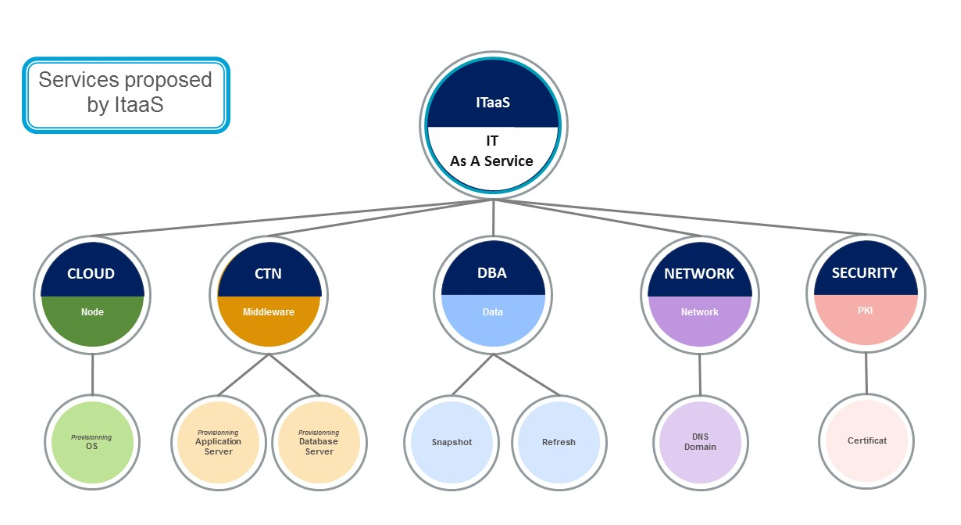 Services proposed
by ItaaS
ITaaS
IT
As A Service
CLOUD
Node
CTN
Middleware
DBA
Data
NETWORK
Network
SECURITY
PKI
Provisionning
OS
Provisionning
Application
Server
Provisionning
Database
Server
Snapshot
Refresh
DNS
Domain
Certificat